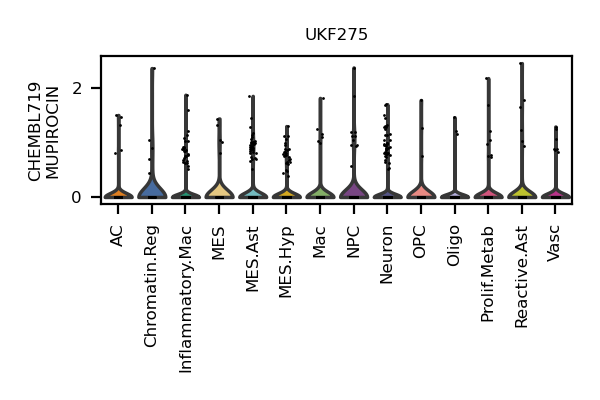 UKF275
CHEMBL719
MUPIROCIN
2
0
AC
Chromatin.Reg
Inflammatory.Mac
MES
MES.Ast
MES.Hyp
Mac
NPC
Neuron
OPC
Oligo
Prolif.Metab
Reactive.Ast
Vasc